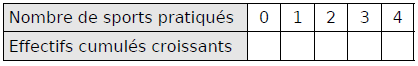 Nombre de sports pratiqués 0 1 2 3 4
Effectifs cumulés croissants